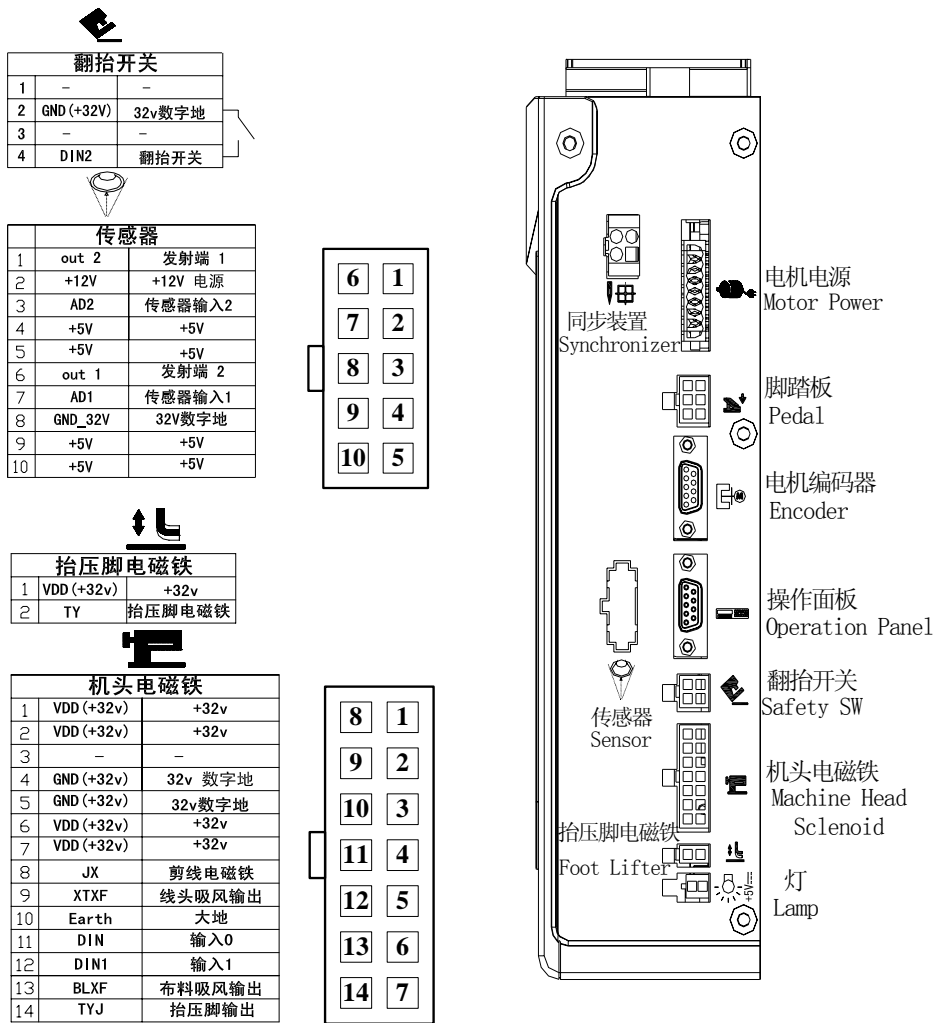 翻抬开关
1 - -
2 GND(+32V) 32v数字地
3 - -
4 DIN2 翻抬开关
传感器
1 out 2 发射端 1
2 +12V +12V 电源
3 AD2 传感器输入2
4 +5V +5V
5 +5V +5V
6 out 1 发射端 2
7 AD1 传感器输入1
8 GND_32V 32V数字地
9 +5V +5V
10 +5V +5V
6 1
7 2
8 3
9 4
10 5
抬压脚电磁铁
1 VDD(+32v) +32v
2 TY 抬压脚电磁铁
机头电磁铁
1 VDD(+32v) +32v
2 VDD(+32v) +32v
3 - -
4 GND(+32v) 32v 数字地
5 GND(+32v) 32v数字地
6 VDD(+32v) +32v
7 VDD(+32v) +32v
8 JX 剪线电磁铁
9 XTXF 线头吸风输出
10 Earth 大地
11 DIN 输入0
12 DIN1 输入1
13 BLXF 布料吸风输出
14 TYJ 抬压脚输出
8 1
9 2
10 3
11 4
12 5
13 6
14 7
同步装置
Synchronizer
电机电源
Motor Power
脚踏板
Pedal
电机编码器
Encoder
M
操作面板
Operation Panel
传感器
Sensor
翻抬开关
Safety SW
机头电磁铁
Machine Head
Sclenoid
抬压脚电磁铁
Foot Lifter
+5V
灯
Lamp